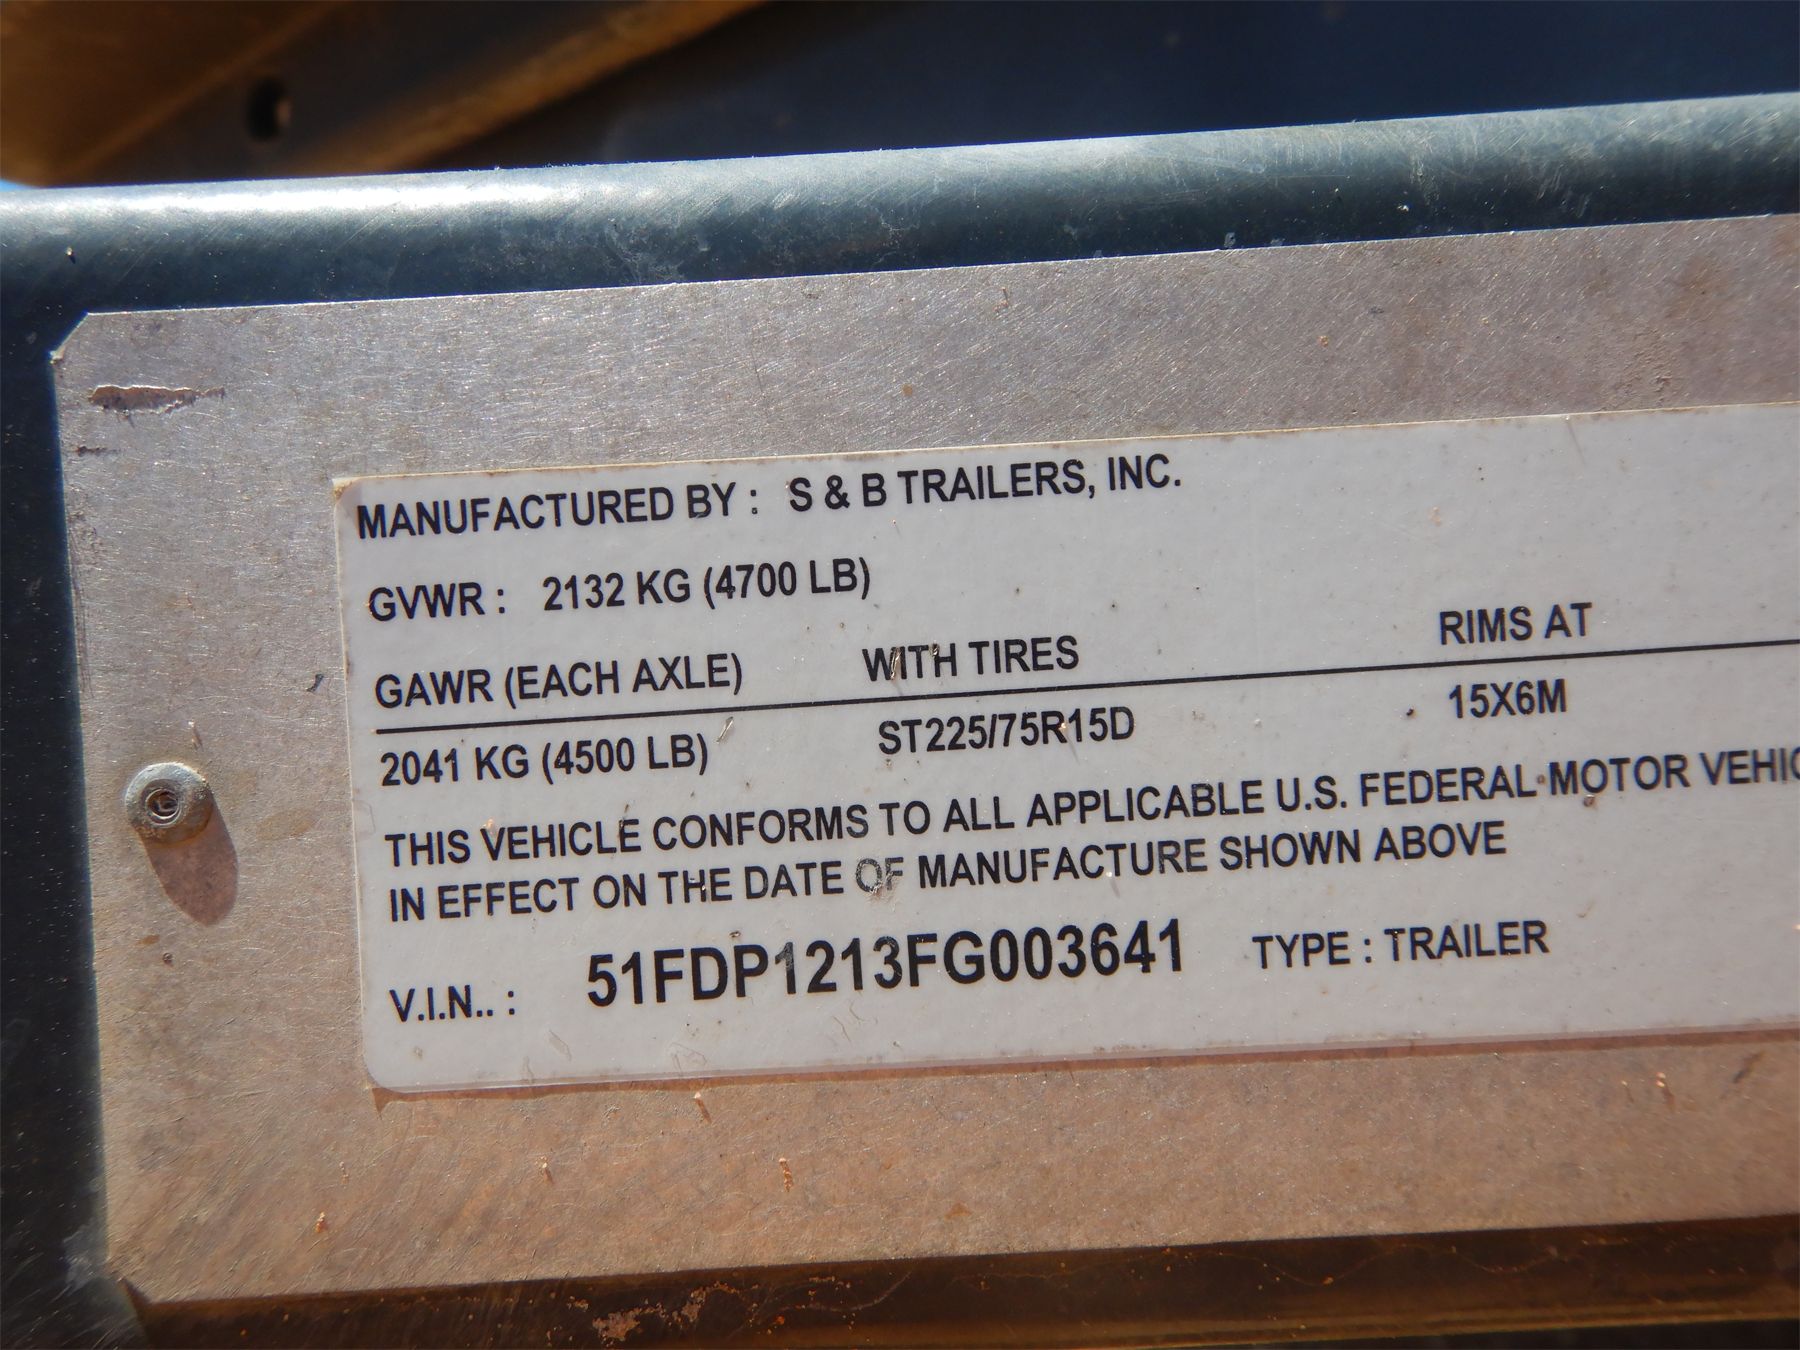 MANUFACTURED BY : S & B TRAILERS, INC.
GVWR : 2132 KG (4700 LB)
GAWR (EACH AXLE) WITH TIRES RIMS AT
2041 KG (4500 LB) ST225/75R15D 15X6M
THIS VEHICLE CONFORMS TO ALL APPLICABLE U.S. FEDERAL MOTOR VEHIC
IN EFFECT ON THE DATE OF MANUFACTURE SHOWN ABOVE
V.I.N.. : 51FDP1213FG003641 TYPE : TRAILER